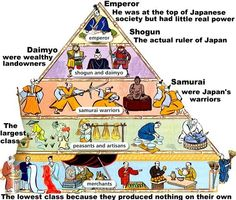 Emperor
He was at the top of Japanese
society but had little real power
emperor
Shogun
The actual ruler of Japan
Daimyo
were wealthy
landowners
shogun and daimyo
Samurai
were Japan's
warriors
samurai warriors
The
largest
class
peasants and artisans
merchants
The lowest class because they produced nothing on their own